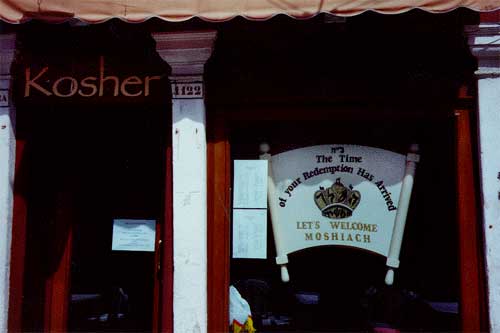 Kosher
1122
ב״ה
The Time
of your Redemption Has Arrived
LET'S WELCOME
MOSHIACH